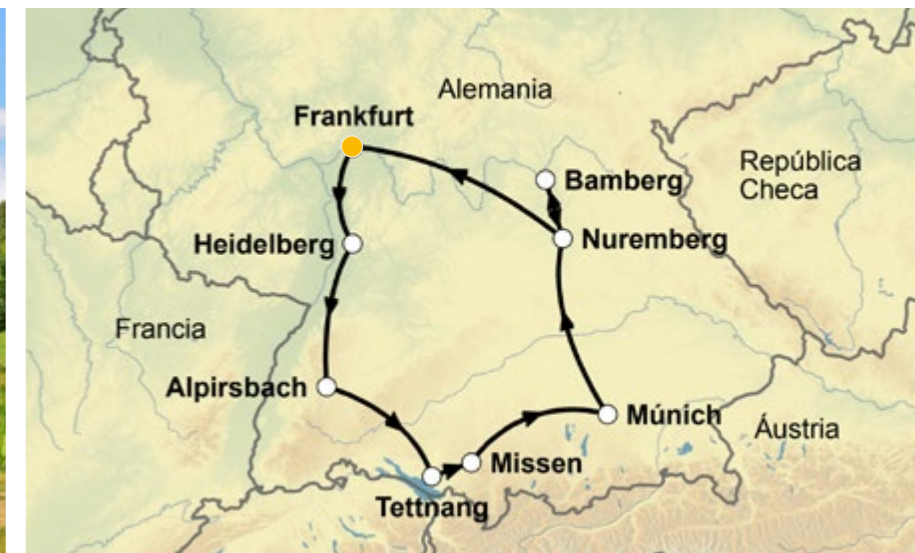 Alemania
Frankfurt
República
Checa
Bamberg
Heidelberg
Nuremberg
Francia
Alpirsbach
Múnich
Áustria
Missen
Tettnang